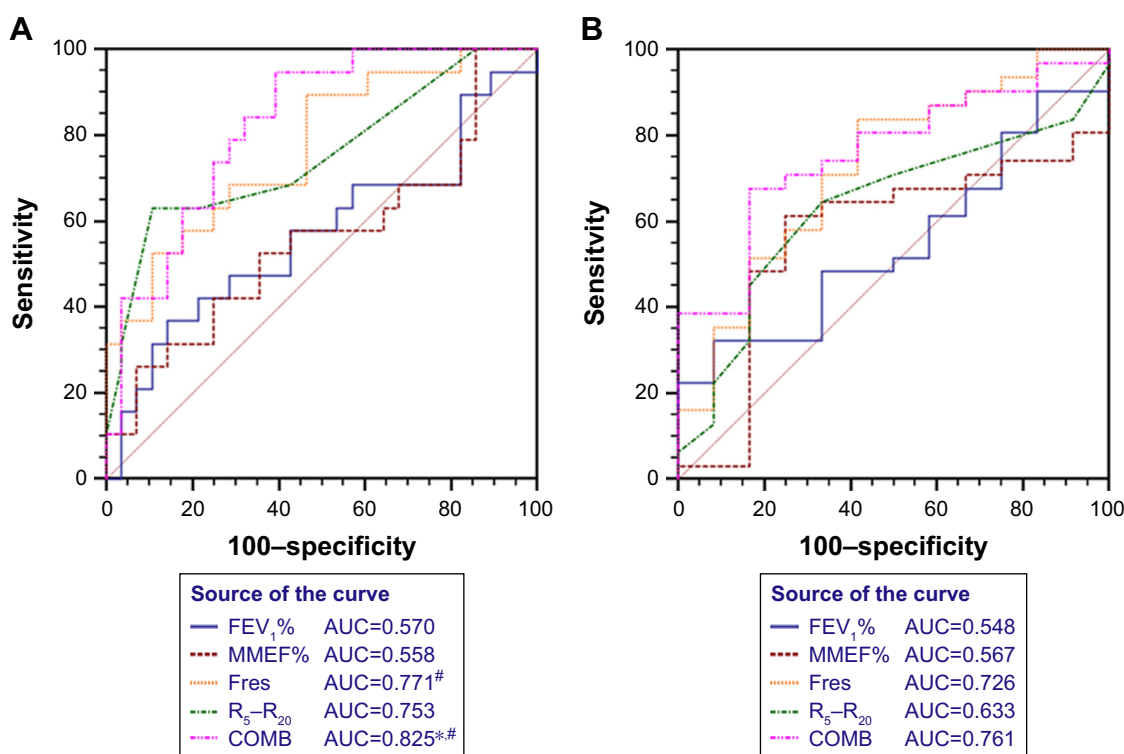 A
100
80
60
40
20
0
Sensitvity
0 20 40 60 80 100
100–specificity
Source of the curve
FEV₁% AUC=0.570
MMEF% AUC=0.558
Fres AUC=0.771#
R₅–R₂₀ AUC=0.753
COMB AUC=0.825*,#
B
100
80
60
40
20
0
Sensitvity
0 20 40 60 80 100
100–specificity
Source of the curve
FEV₁% AUC=0.548
MMEF% AUC=0.567
Fres AUC=0.726
R₅–R₂₀ AUC=0.633
COMB AUC=0.761